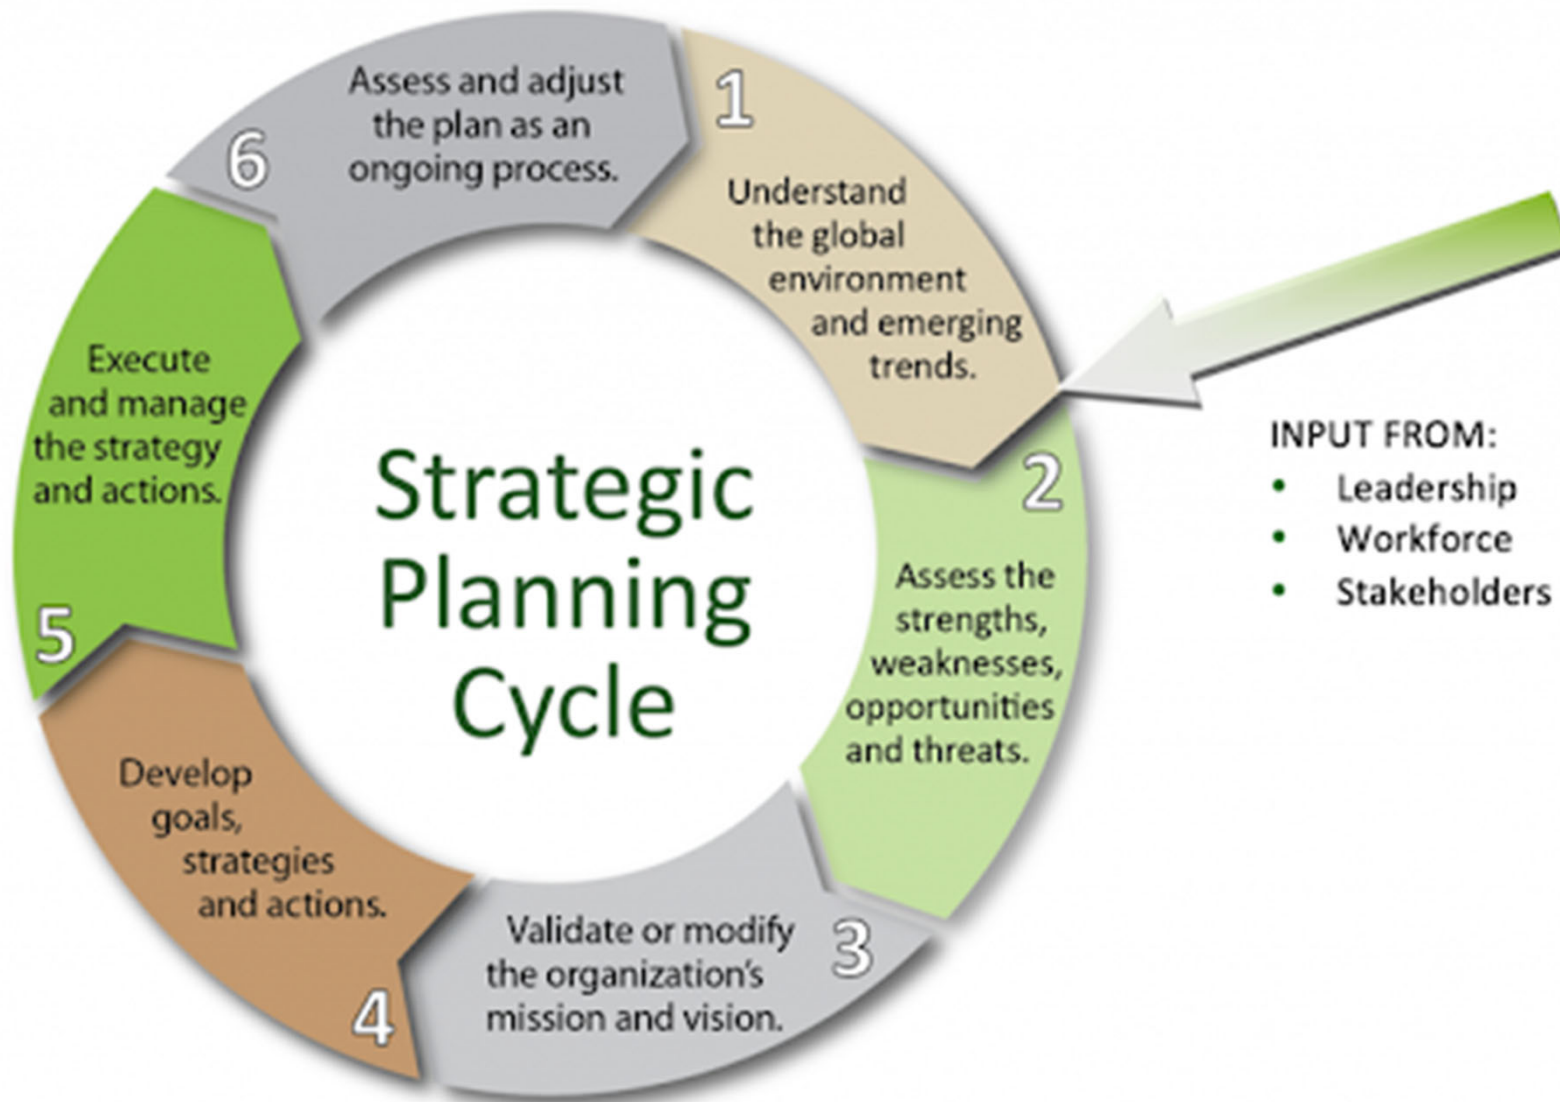 Strategic
Planning
Cycle
1
Understand
the global
environment
and emerging
trends.
2
Assess the
strengths,
weaknesses,
opportunities
and threats.
3
Validate or modify
the organization's
mission and vision.
4
Develop
goals,
strategies
and actions.
5
Execute
and manage
the strategy
and actions.
6
Assess and adjust
the plan as an
ongoing process.
INPUT FROM:
• Leadership
• Workforce
• Stakeholders